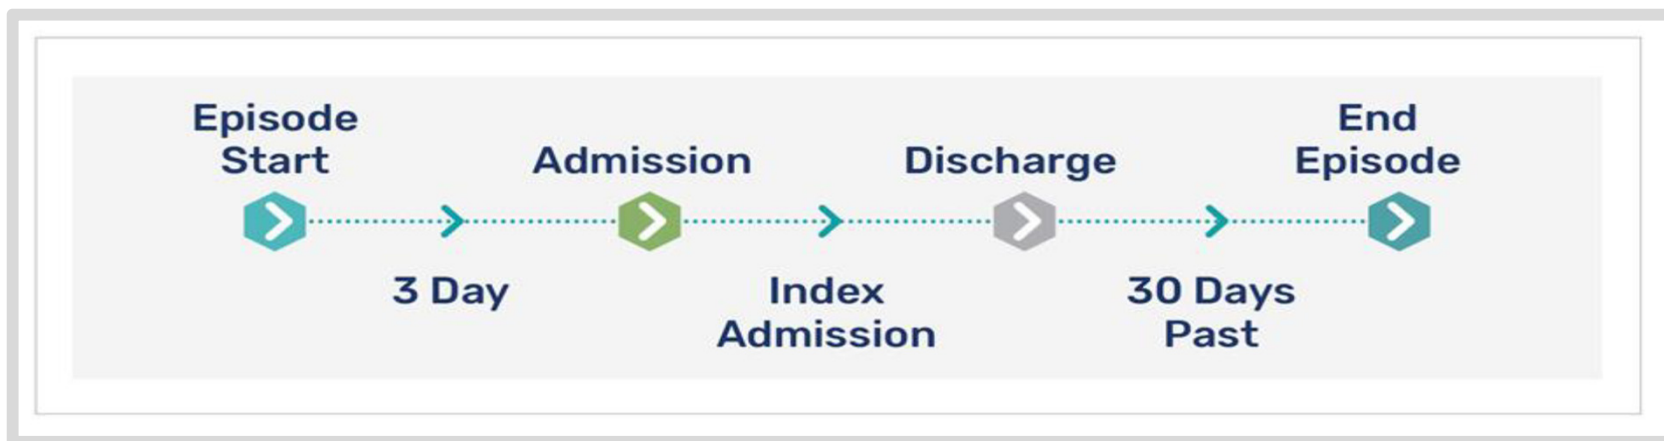 Episode
Start
Admission
Discharge
End
Episode
3 Day
Index
Admission
30 Days
Past